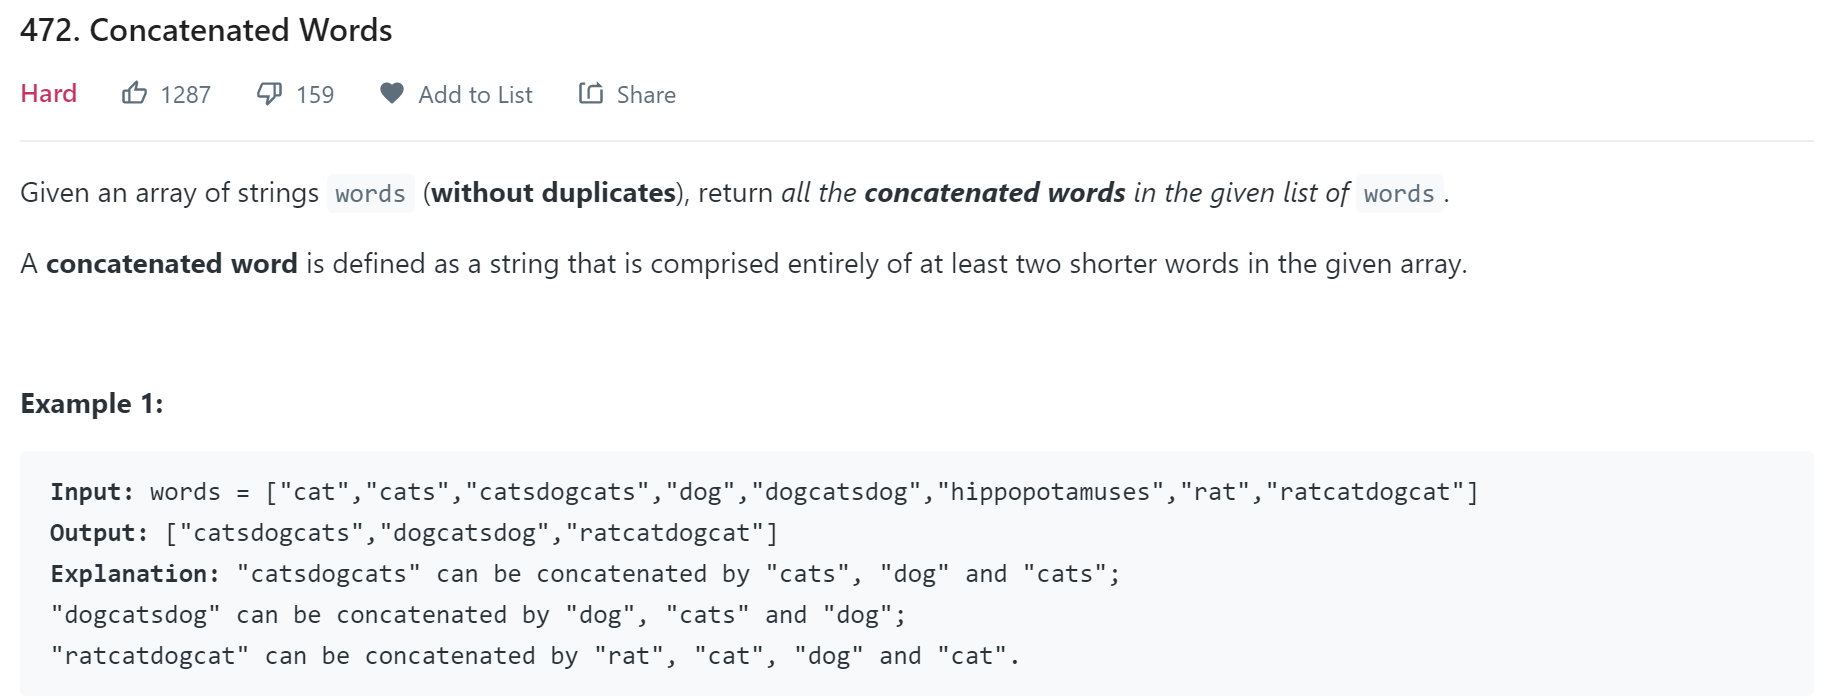 472. Concatenated Words
Hard 1287 159 Add to List Share
Given an array of strings words (without duplicates), return all the concatenated words in the given list of words.
A concatenated word is defined as a string that is comprised entirely of at least two shorter words in the given array.
Example 1:
Input: words = ["cat","cats","catsdogcats","dog","dogcatsdog","hippopotamuses","rat","ratcatdogcat"]
Output: ["catsdogcats","dogcatsdog","ratcatdogcat"]
Explanation: "catsdogcats" can be concatenated by "cats", "dog" and "cats";
"dogcatsdog" can be concatenated by "dog", "cats" and "dog";
"ratcatdogcat" can be concatenated by "rat", "cat", "dog" and "cat".